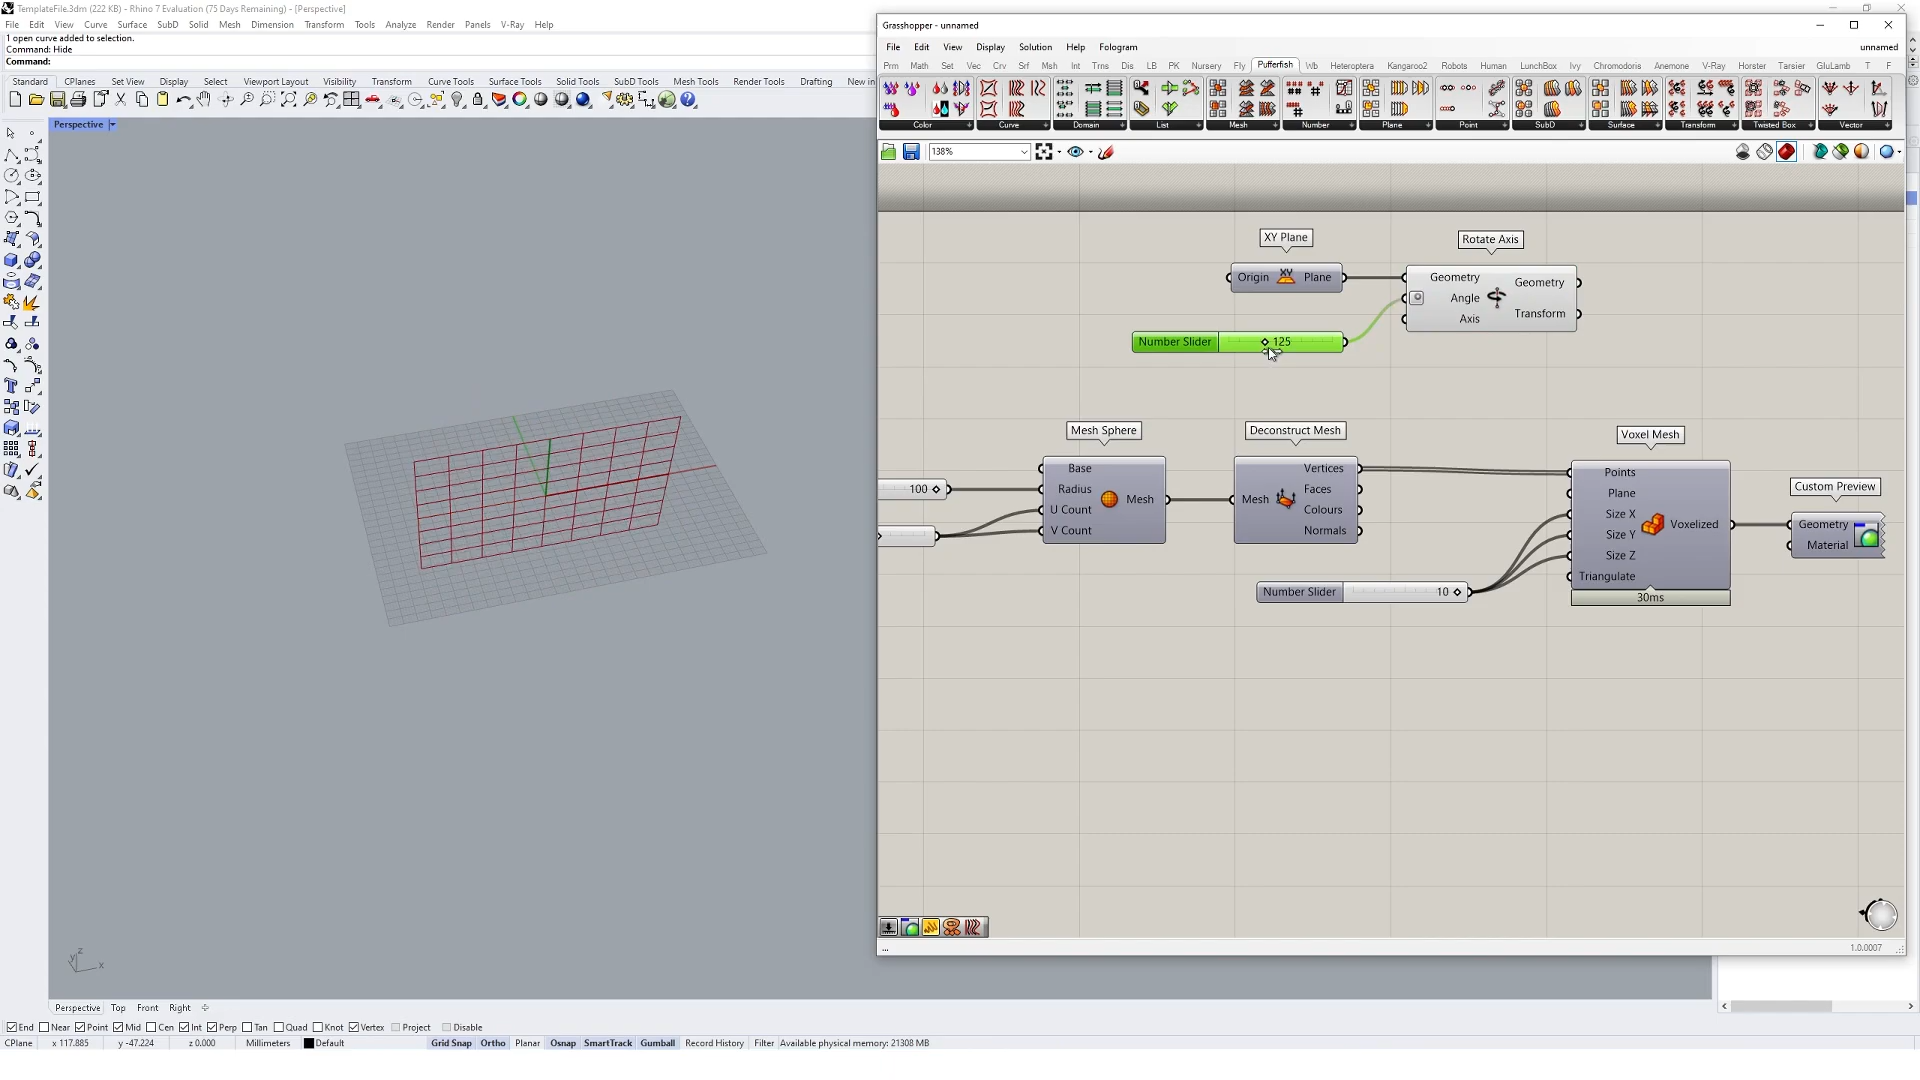 TemplateFile.3dm (222 KB) - Rhino 7 Evaluation (75 Days Remaining) - [Perspective]
File Edit View Curve Surface SubD Solid Mesh Dimension Transform Tools Analyze Render Panels V-Ray Help
1 open curve added to selection.
Command: Hide
Command:
Standard CPlanes Set View Display Select Viewport Layout Visibility Transform Curve Tools Surface Tools Solid Tools SubD Tools Mesh Tools Render Tools Drafting New in
Perspective
Grasshopper - unnamed
File Edit View Display Solution Help Fologram unnamed
Prm Math Set Vec Crv Srf Msh Int Trns Dis LB PK Nursery Fly Pufferfish Wb Heteroptera Kangaroo2 Robots Human LunchBox Ivy Chromodoris Anemone V-Ray Horster Tarsier GluLamb T F
Color Curve Domain List Mesh Number Plane Point SubD Surface Transform Twisted Box Vector
138%
XY Plane
Origin XY Plane
Rotate Axis
Geometry
Angle
Axis
Geometry
Transform
Number Slider 125
Mesh Sphere
Base
Radius
U Count
V Count
Mesh
100
Deconstruct Mesh
Mesh
Vertices
Faces
Colours
Normals
Number Slider 10
Voxel Mesh
Points
Plane
Size X
Size Y
Size Z
Triangulate
Voxelized
30ms
Custom Preview
Geometry
Material
...
1.0.0007
z
y
x
Perspective Top Front Right
End Near Point Mid Cen Int Perp Tan Quad Knot Vertex Project Disable
CPlane x 117.885 y -47.224 z 0.000 Millimeters Default Grid Snap Ortho Planar Osnap SmartTrack Gumball Record History Filter Available physical memory: 21308 MB